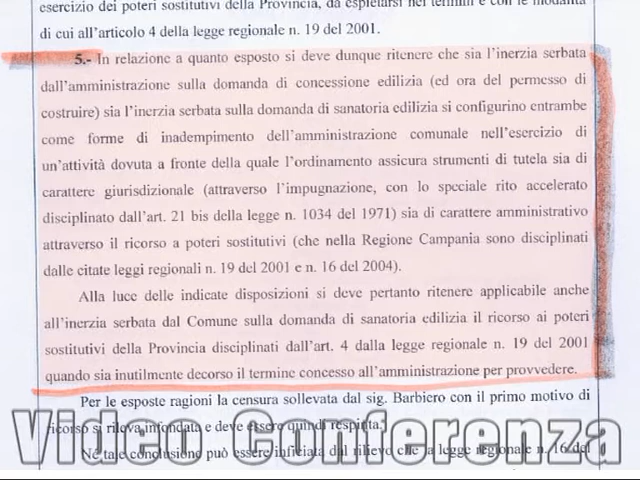 esercizio dei poteri sostitutivi della Provincia, da espletarsi nei termini e con le modalità
di cui all'articolo 4 della legge regionale n. 19 del 2001.
5.- In relazione a quanto esposto si deve dunque ritenere che sia l'inerzia serbata
dall'amministrazione sulla domanda di concessione edilizia (ed ora del permesso di
costruire) sia l'inerzia serbata sulla domanda di sanatoria edilizia si configurino entrambe
come forme di inadempimento dell'amministrazione comunale nell'esercizio di
un'attività dovuta a fronte della quale l'ordinamento assicura strumenti di tutela sia di
carattere giurisdizionale (attraverso l'impugnazione, con lo speciale rito accelerato
disciplinato dall'art. 21 bis della legge n. 1034 del 1971) sia di carattere amministrativo
attraverso il ricorso a poteri sostitutivi (che nella Regione Campania sono disciplinati
dalle citate leggi regionali n. 19 del 2001 e n. 16 del 2004).
Alla luce delle indicate disposizioni si deve pertanto ritenere applicabile anche
all'inerzia serbata dal Comune sulla domanda di sanatoria edilizia il ricorso ai poteri
sostitutivi della Provincia disciplinati dall'art. 4 dalla legge regionale n. 19 del 2001
quando sia inutilmente decorso il termine concesso all'amministrazione per provvedere.
Per le esposte ragioni la censura sollevata dal sig. Barbiero con il primo motivo di
ricorso si rileva infondata e deve essere quindi respinta.
Né tale conclusione può essere inficiata dal rilievo che la legge regionale n. 16 del
Video Conferenza